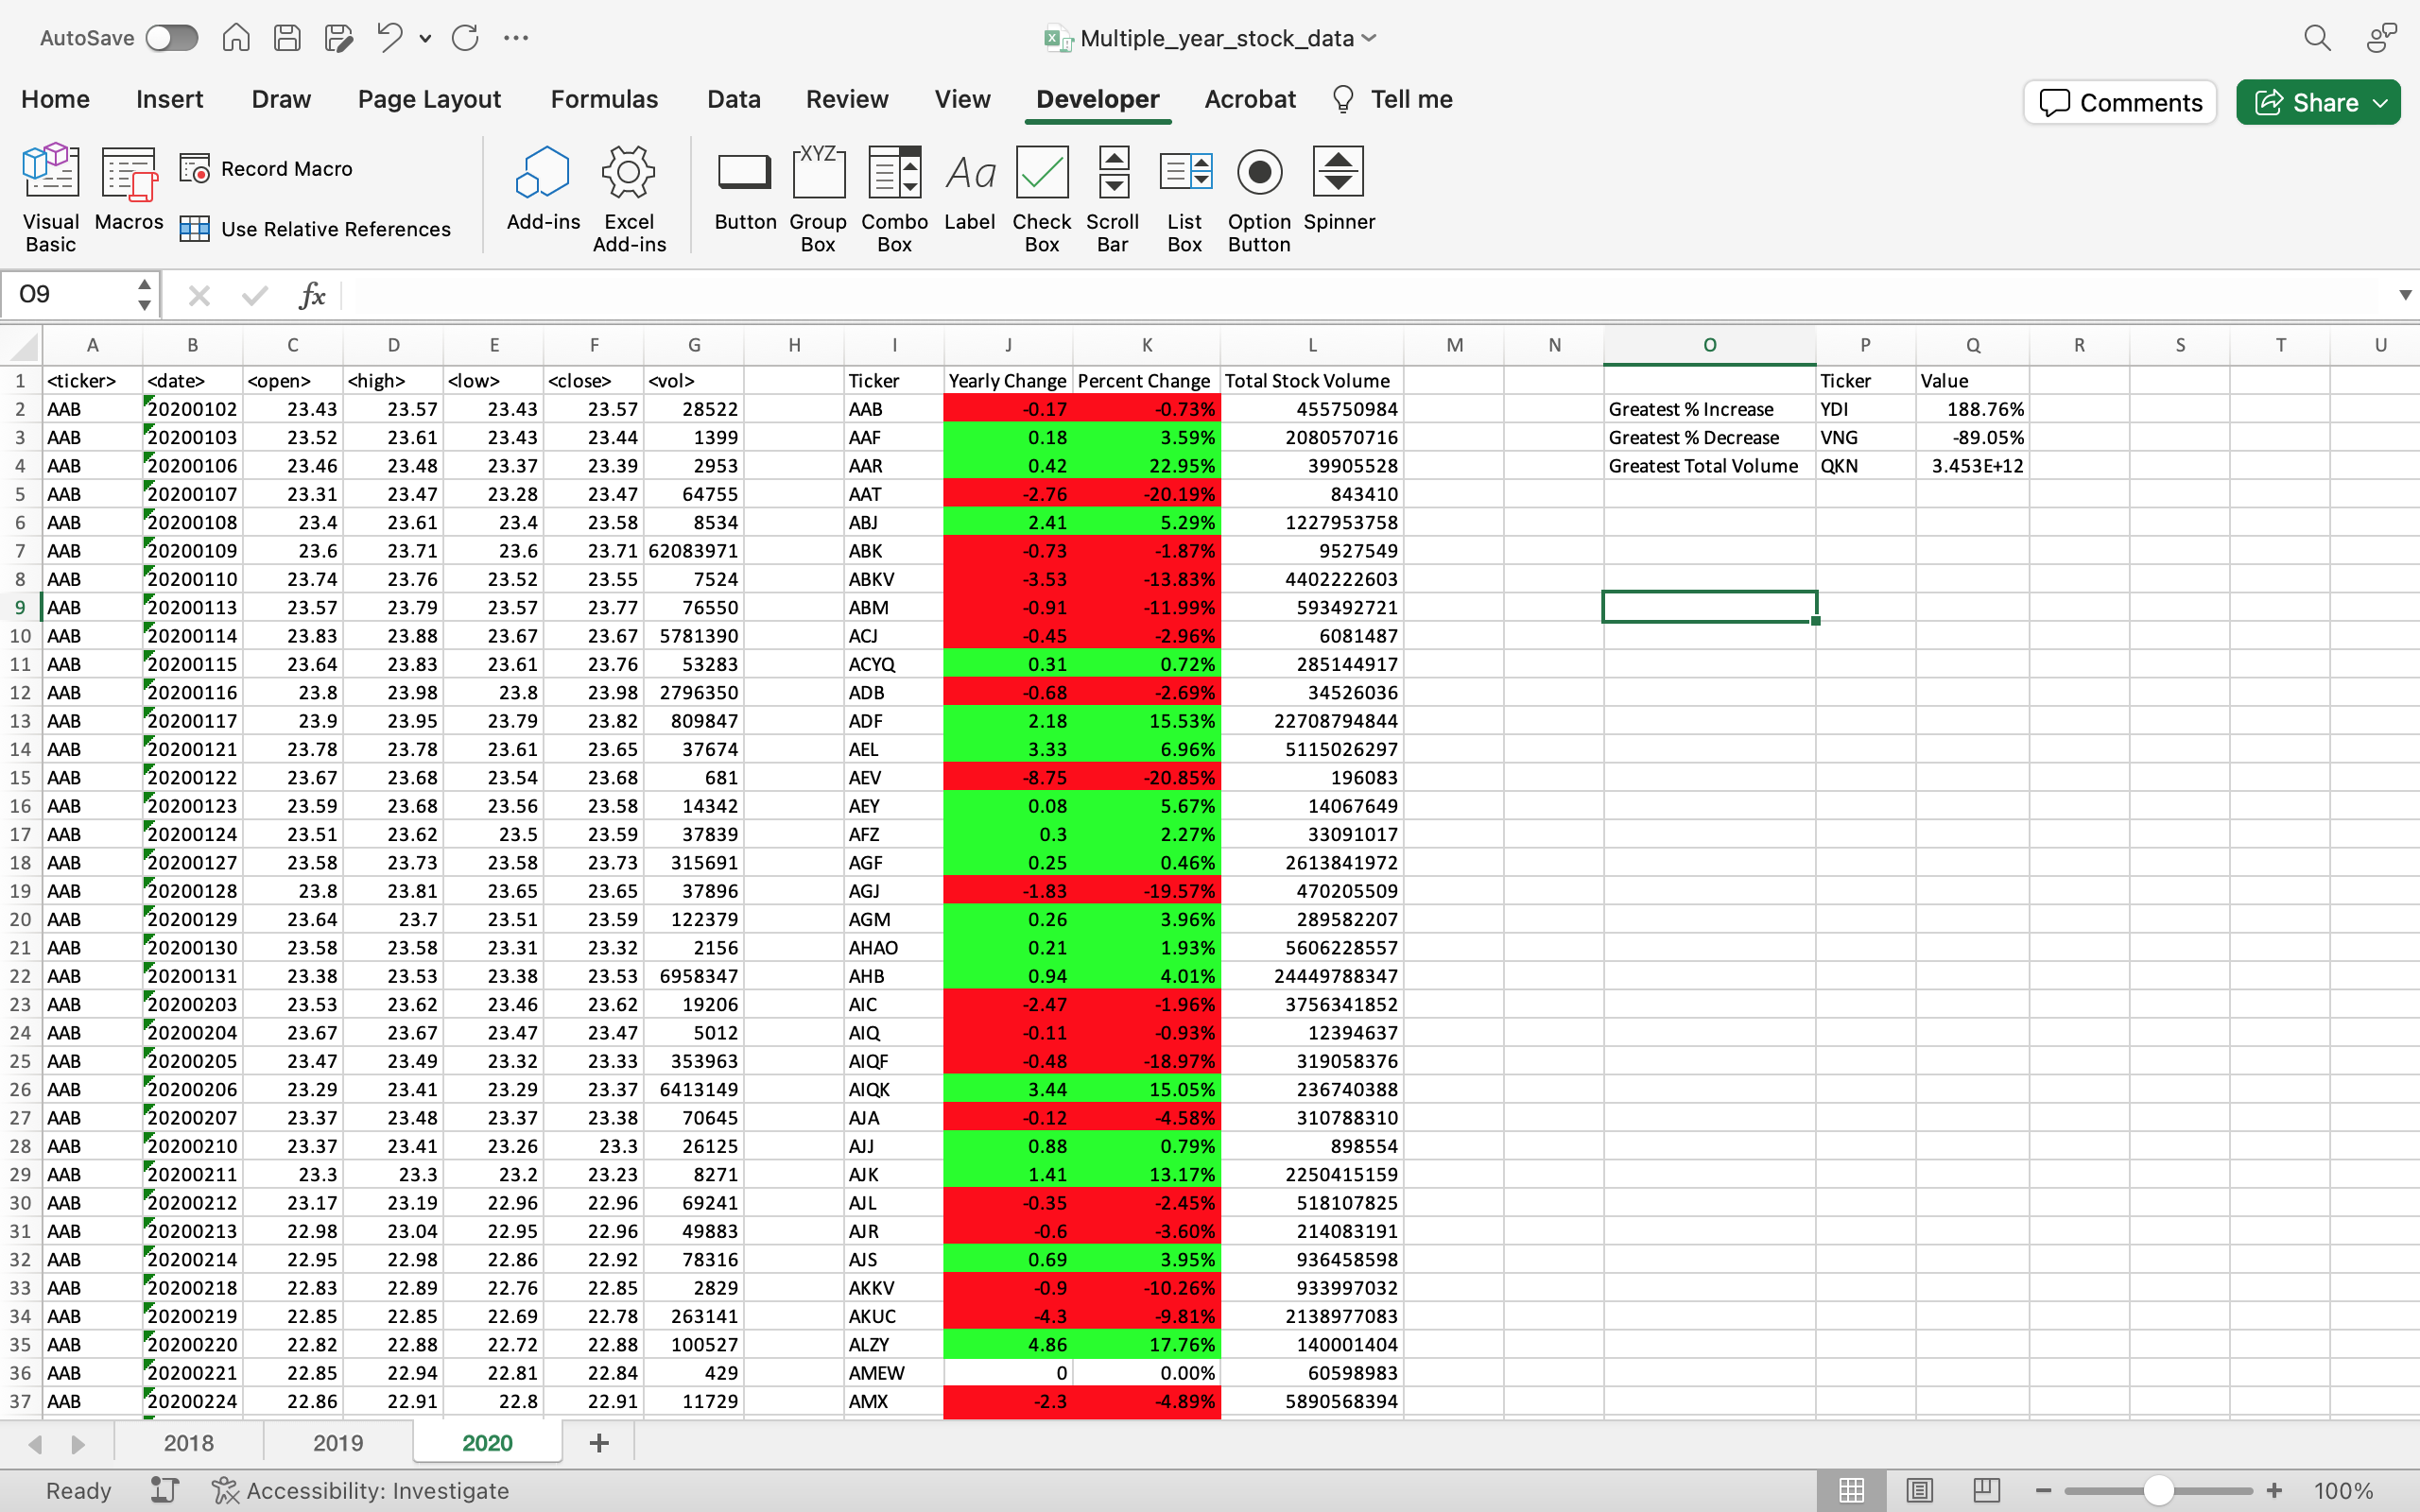 AutoSave
Multiple_year_stock_data
Home Insert Draw Page Layout Formulas Data Review View Developer Acrobat Tell me Comments Share
Visual Basic Macros Record Macro Use Relative References Add-ins Excel Add-ins Button Group Box XYZ Combo Box Aa Label Check Box Scroll Bar List Box Option Button Spinner
O9 fx
A B C D E F G H I J K L M N O P Q R S T U
1 <ticker> <date> <open> <high> <low> <close> <vol> Ticker Yearly Change Percent Change Total Stock Volume Ticker Value
2 AAB 20200102 23.43 23.57 23.43 23.57 28522 AAB -0.17 -0.73% 455750984 Greatest % Increase YDI 188.76%
3 AAB 20200103 23.52 23.61 23.43 23.44 1399 AAF 0.18 3.59% 2080570716 Greatest % Decrease VNG -89.05%
4 AAB 20200106 23.46 23.48 23.37 23.39 2953 AAR 0.42 22.95% 39905528 Greatest Total Volume QKN 3.453E+12
5 AAB 20200107 23.31 23.47 23.28 23.47 64755 AAT -2.76 -20.19% 843410
6 AAB 20200108 23.4 23.61 23.4 23.58 8534 ABJ 2.41 5.29% 1227953758
7 AAB 20200109 23.6 23.71 23.6 23.71 62083971 ABK -0.73 -1.87% 9527549
8 AAB 20200110 23.74 23.76 23.52 23.55 7524 ABKV -3.53 -13.83% 4402222603
9 AAB 20200113 23.57 23.79 23.57 23.77 76550 ABM -0.91 -11.99% 593492721
10 AAB 20200114 23.83 23.88 23.67 23.67 5781390 ACJ -0.45 -2.96% 6081487
11 AAB 20200115 23.64 23.83 23.61 23.76 53283 ACYQ 0.31 0.72% 285144917
12 AAB 20200116 23.8 23.98 23.8 23.98 2796350 ADB -0.68 -2.69% 34526036
13 AAB 20200117 23.9 23.95 23.79 23.82 809847 ADF 2.18 15.53% 22708794844
14 AAB 20200121 23.78 23.78 23.61 23.65 37674 AEL 3.33 6.96% 5115026297
15 AAB 20200122 23.67 23.68 23.54 23.68 681 AEV -8.75 -20.85% 196083
16 AAB 20200123 23.59 23.68 23.56 23.58 14342 AEY 0.08 5.67% 14067649
17 AAB 20200124 23.51 23.62 23.5 23.59 37839 AFZ 0.3 2.27% 33091017
18 AAB 20200127 23.58 23.73 23.58 23.73 315691 AGF 0.25 0.46% 2613841972
19 AAB 20200128 23.8 23.81 23.65 23.65 37896 AGJ -1.83 -19.57% 470205509
20 AAB 20200129 23.64 23.7 23.51 23.59 122379 AGM 0.26 3.96% 289582207
21 AAB 20200130 23.58 23.58 23.31 23.32 2156 AHAO 0.21 1.93% 5606228557
22 AAB 20200131 23.38 23.53 23.38 23.53 6958347 AHB 0.94 4.01% 24449788347
23 AAB 20200203 23.53 23.62 23.46 23.62 19206 AIC -2.47 -1.96% 3756341852
24 AAB 20200204 23.67 23.67 23.47 23.47 5012 AIQ -0.11 -0.93% 12394637
25 AAB 20200205 23.47 23.49 23.32 23.33 353963 AIQF -0.48 -18.97% 319058376
26 AAB 20200206 23.29 23.41 23.29 23.37 6413149 AIQK 3.44 15.05% 236740388
27 AAB 20200207 23.37 23.48 23.37 23.38 70645 AJA -0.12 -4.58% 310788310
28 AAB 20200210 23.37 23.41 23.26 23.3 26125 AJJ 0.88 0.79% 898554
29 AAB 20200211 23.3 23.3 23.2 23.23 8271 AJK 1.41 13.17% 2250415159
30 AAB 20200212 23.17 23.19 22.96 22.96 69241 AJL -0.35 -2.45% 518107825
31 AAB 20200213 22.98 23.04 22.95 22.96 49883 AJR -0.6 -3.60% 214083191
32 AAB 20200214 22.95 22.98 22.86 22.92 78316 AJS 0.69 3.95% 936458598
33 AAB 20200218 22.83 22.89 22.76 22.85 2829 AKKV -0.9 -10.26% 933997032
34 AAB 20200219 22.85 22.85 22.69 22.78 263141 AKUC -4.3 -9.81% 2138977083
35 AAB 20200220 22.82 22.88 22.72 22.88 100527 ALZY 4.86 17.76% 140001404
36 AAB 20200221 22.85 22.94 22.81 22.84 429 AMEW 0 0.00% 60598983
37 AAB 20200224 22.86 22.91 22.8 22.91 11729 AMX -2.3 -4.89% 5890568394
2018 2019 2020
Ready Accessibility: Investigate 100%